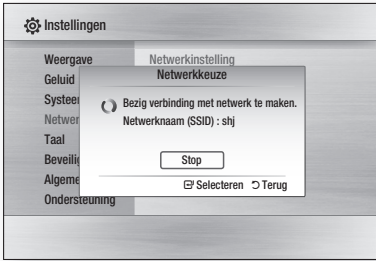 Instellingen
Weergave
Netwerkinstelling
Geluid
Netwerkkeuze
Bezig verbinding met netwerk te maken.
Netwerknaam (SSID) : shj
Taal
Stop
Selecteren Terug
Ondersteuning